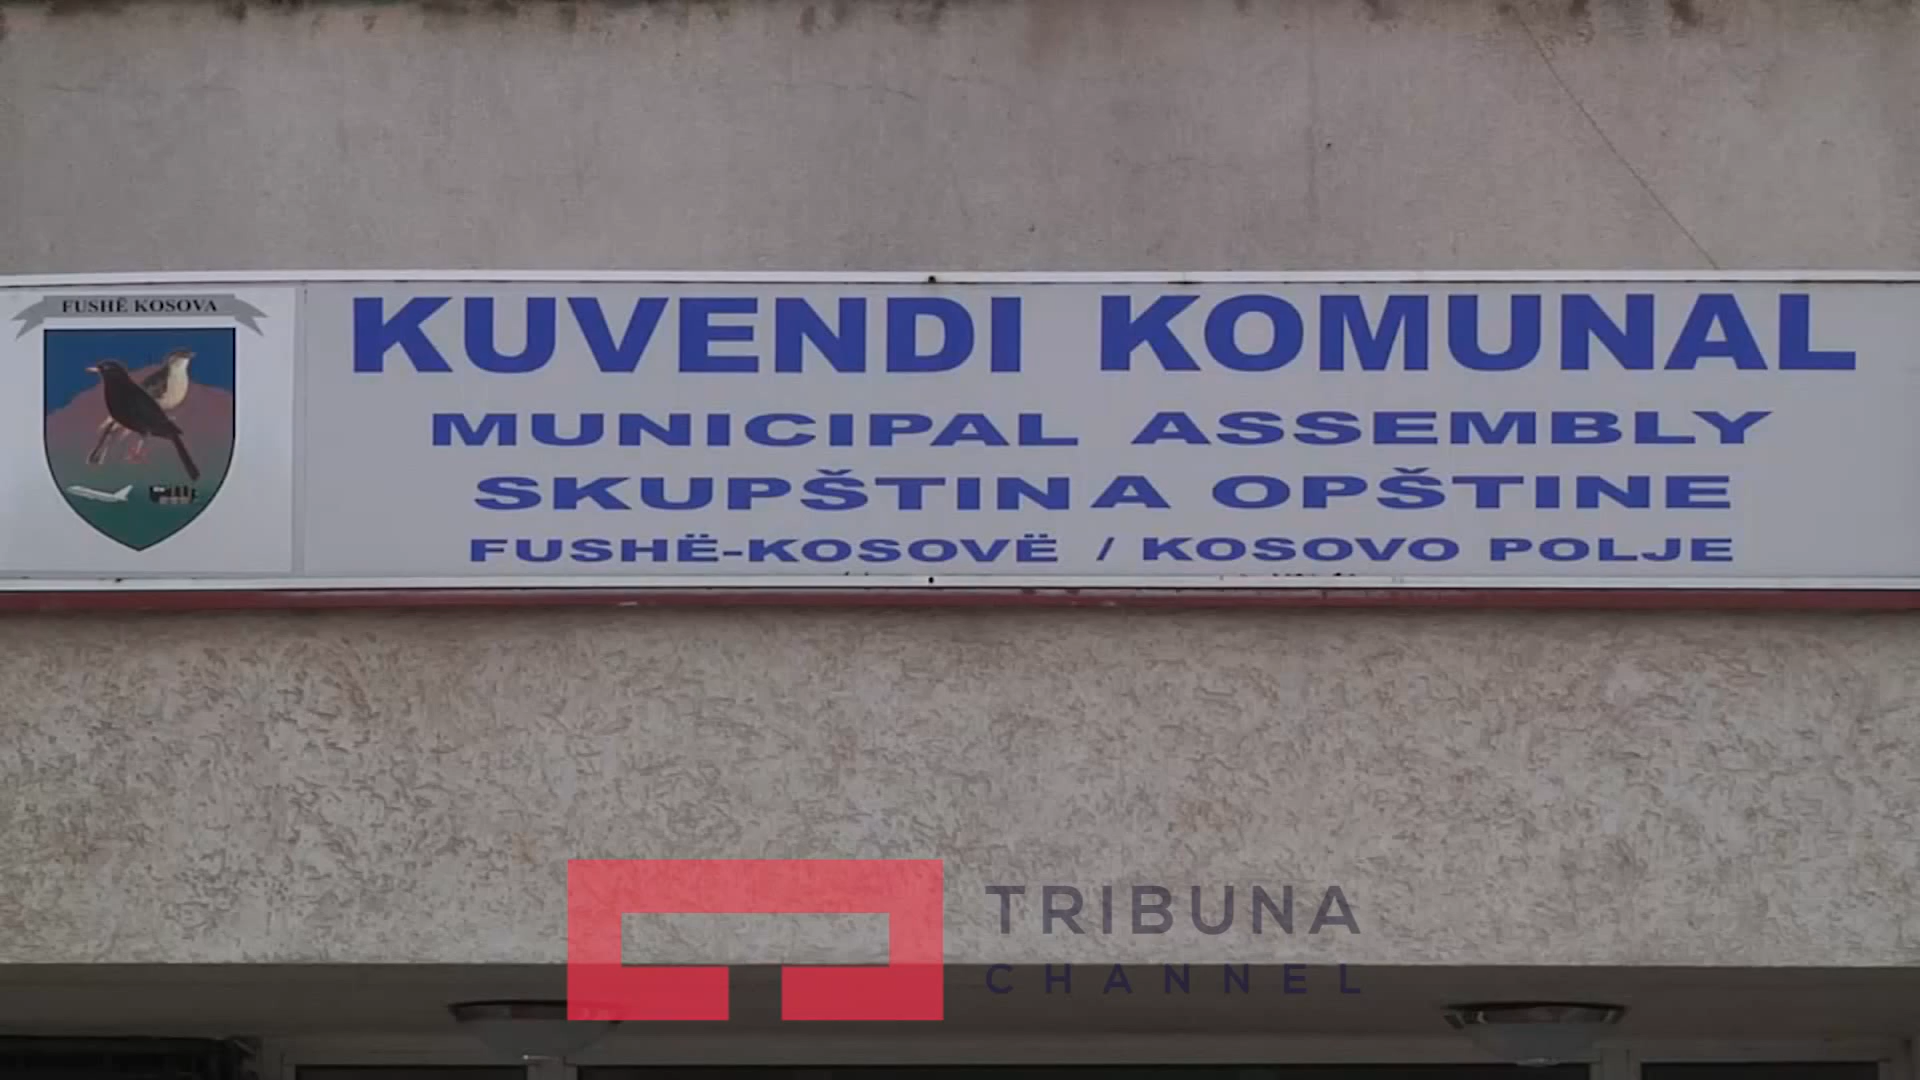 FUSHË KOSOVA
KUVENDI KOMUNAL
MUNICIPAL ASSEMBLY
SKUPŠTINA OPŠTINE
FUSHË-KOSOVË / KOSOVO POLJE
TRIBUNA
CHANNEL